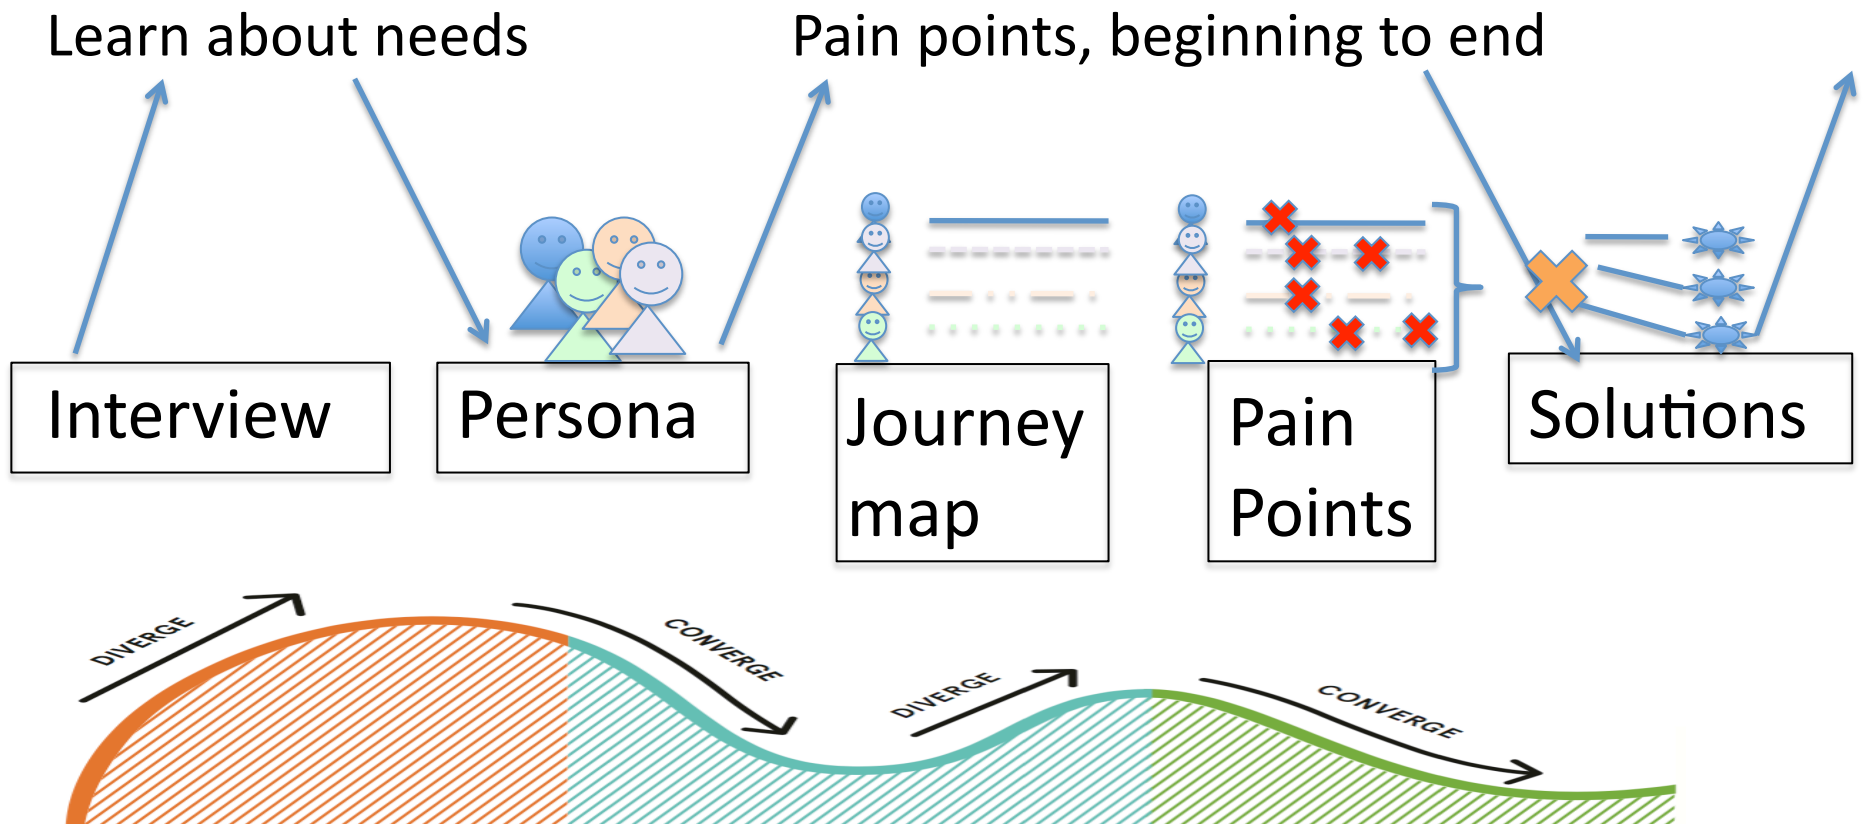 Learn about needs
Pain points, beginning to end
Interview
Persona
Journey
map
Pain
Points
Solutions
DIVERGE
CONVERGE
DIVERGE
CONVERGE